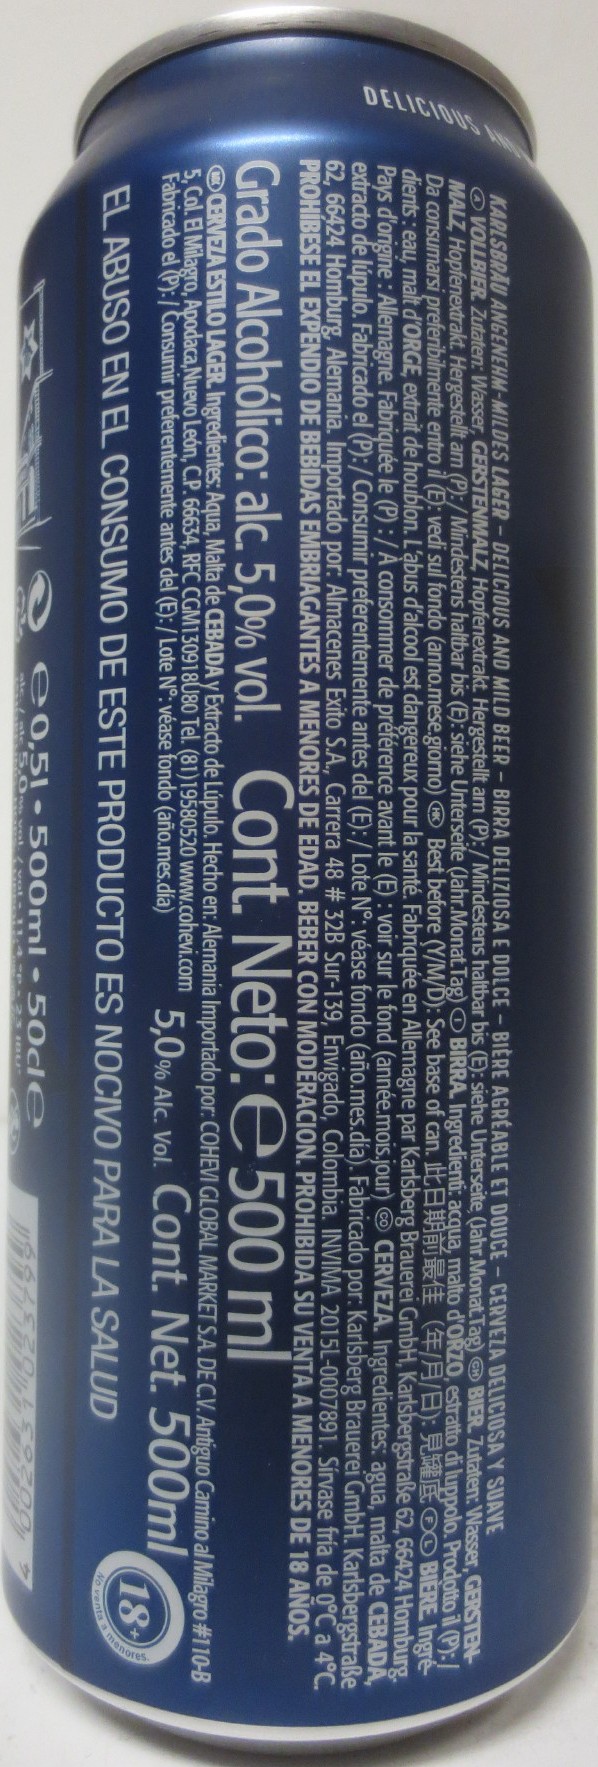 DELICIOUS AND
KARLSBRÄU ANGENEHM-MILDES LAGER – DELICIOUS AND MILD BEER – BIRRA DELIZIOSA E DOLCE – BIÈRE AGRÉABLE ET DOUCE – CERVEZA DELICIOSA Y SUAVE
Ⓐ VOLLBIER. Zutaten: Wasser, GERSTENMALZ, Hopfenextrakt. Hergestellt am (P): / Mindestens haltbar bis (E): siehe Unterseite (Jahr.Monat.Tag) CH BIER. Zutaten: Wasser, GERSTEN-
MALZ, Hopfenextrakt. Hergestellt am (P): / Mindestens haltbar bis (E): siehe Unterseite (Jahr.Monat.Tag) Ⓘ BIRRA. Ingredienti: acqua, malto d'ORZO, estratto di luppolo. Prodotto il (P): /
Da consumarsi preferibilmente entro il (E): vedi sul fondo (anno.mese.giorno) HK Best before (Y/M/D): See base of can. 此日期前最佳 (年/月/日): 見罐底 Ⓕ Ⓛ BIÈRE. Ingré-
dients : eau, malt d'ORGE, extrait de houblon. L'abus d'alcool est dangereux pour la santé. Fabriquée en Allemagne par Karlsberg Brauerei GmbH, Karlsbergstraße 62, 66424 Homburg.
Pays d'origine : Allemagne. Fabriquée le (P) : / À consommer de préférence avant le (E) : voir sur le fond (année.mois.jour) CO CERVEZA. Ingredientes: agua, malta de CEBADA,
extracto de lúpulo. Fabricado el (P): / Consumir preferentemente antes del (E): / Lote N°: véase fondo (año.mes.día). Fabricado por: Karlsberg Brauerei GmbH. Karlsbergstraße
62, 66424 Homburg, Alemania. Importado por: Almacenes Exito S.A., Carrera 48 # 32B Sur-139, Envigado, Colombia. INVIMA 2015L-0007891. Sírvase fría de 0°C a 4°C.
PROHÍBESE EL EXPENDIO DE BEBIDAS EMBRIAGANTES A MENORES DE EDAD. BEBER CON MODERACION. PROHIBIDA SU VENTA A MENORES DE 18 AÑOS.
Grado Alcohólico: alc. 5,0% vol. Cont. Neto: e 500 ml
MX CERVEZA ESTILO LAGER. Ingredientes: Agua, Malta de CEBADA y Extracto de Lúpulo. Hecho en: Alemania Importado por: COHEVI GLOBAL MARKET S.A. DE C.V. Antiguo Camino al Milagro #110-B
5, Col. El Milagro, Apodaca, Nuevo León, C.P. 66634, RFC CGM130918U80 Tel. (81)19580520 www.cohevi.com
Fabricado el (P): / Consumir preferentemente antes del (E): / Lote N°: véase fondo (año.mes.día)
5,0% Alc. Vol. Cont. Net. 500ml
18+
No venta a menores.
EL ABUSO EN EL CONSUMO DE ESTE PRODUCTO ES NOCIVO PARA LA SALUD
e 0,5l • 500ml • 50cl e